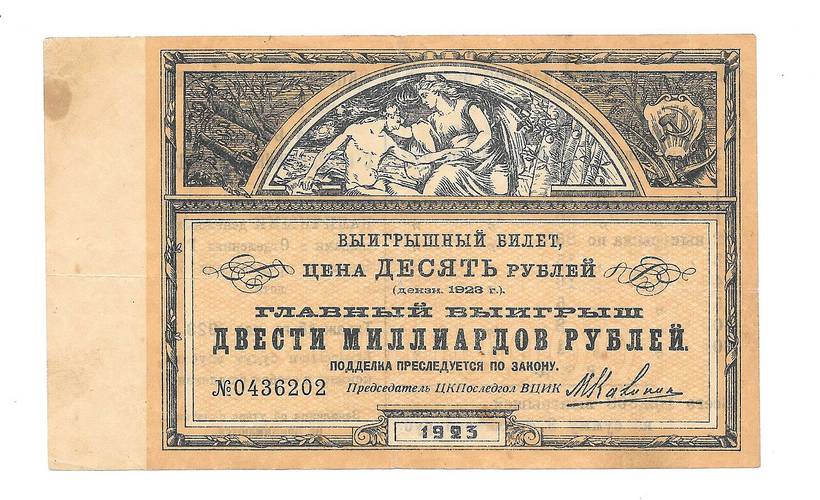 ВЫИГРЫШНЫЙ БИЛЕТ,
ЦЕНА ДЕСЯТЬ РУБЛЕЙ
(дензн. 1923 г.).
ГЛАВНЫЙ ВЫИГРЫШ
ДВЕСТИ МИЛЛИАРДОВ РУБЛЕЙ.
ПОДДЕЛКА ПРЕСЛЕДУЕТСЯ ПО ЗАКОНУ.
№0436202 Председатель ЦКПоследгол ВЦИК МКалинин
1923